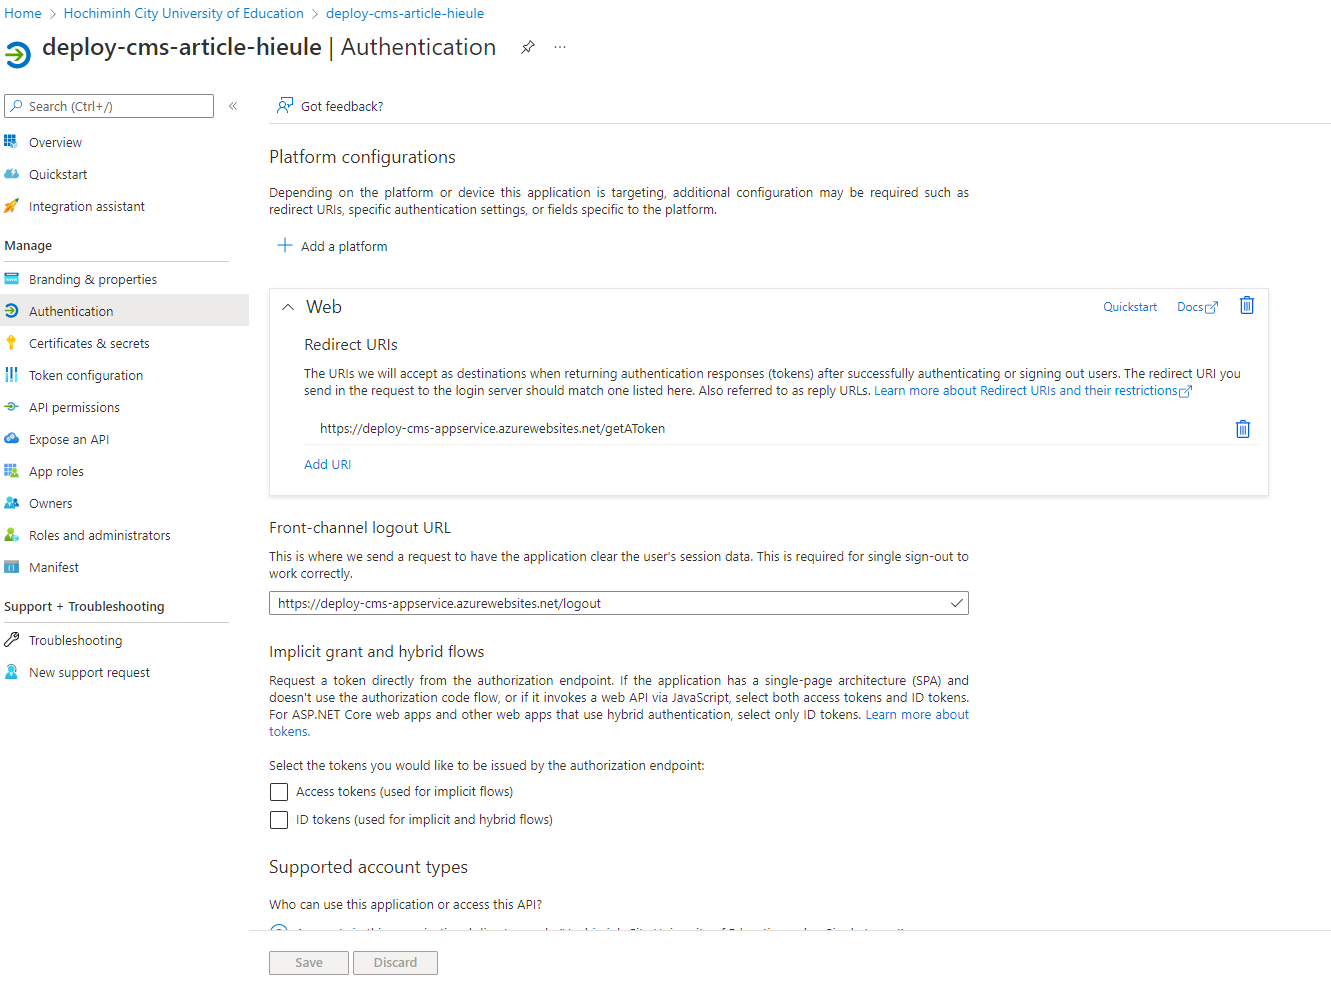 Home > Hochiminh City University of Education > deploy-cms-article-hieule
deploy-cms-article-hieule | Authentication
Search (Ctrl+/)
Overview
Quickstart
Integration assistant
Manage
Branding & properties
Authentication
Certificates & secrets
Token configuration
API permissions
Expose an API
App roles
Owners
Roles and administrators
Manifest
Support + Troubleshooting
Troubleshooting
New support request
Got feedback?
Platform configurations
Depending on the platform or device this application is targeting, additional configuration may be required such as
redirect URIs, specific authentication settings, or fields specific to the platform.
Add a platform
Web
Quickstart
Docs
Redirect URIs
The URIs we will accept as destinations when returning authentication responses (tokens) after successfully authenticating or signing out users. The redirect URI you
send in the request to the login server should match one listed here. Also referred to as reply URLs. Learn more about Redirect URIs and their restrictions
https://deploy-cms-appservice.azurewebsites.net/getAToken
Add URI
Front-channel logout URL
This is where we send a request to have the application clear the user's session data. This is required for single sign-out to
work correctly.
https://deploy-cms-appservice.azurewebsites.net/logout
Implicit grant and hybrid flows
Request a token directly from the authorization endpoint. If the application has a single-page architecture (SPA) and
doesn't use the authorization code flow, or if it invokes a web API via JavaScript, select both access tokens and ID tokens.
For ASP.NET Core web apps and other web apps that use hybrid authentication, select only ID tokens. Learn more about
tokens.
Select the tokens you would like to be issued by the authorization endpoint:
Access tokens (used for implicit flows)
ID tokens (used for implicit and hybrid flows)
Supported account types
Who can use this application or access this API?
Save
Discard